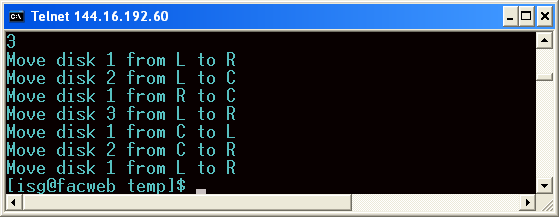 Telnet 144.16.192.60
3
Move disk 1 from L to R
Move disk 2 from L to C
Move disk 1 from R to C
Move disk 3 from L to R
Move disk 1 from C to L
Move disk 2 from C to R
Move disk 1 from L to R
[isg@facweb temp]$